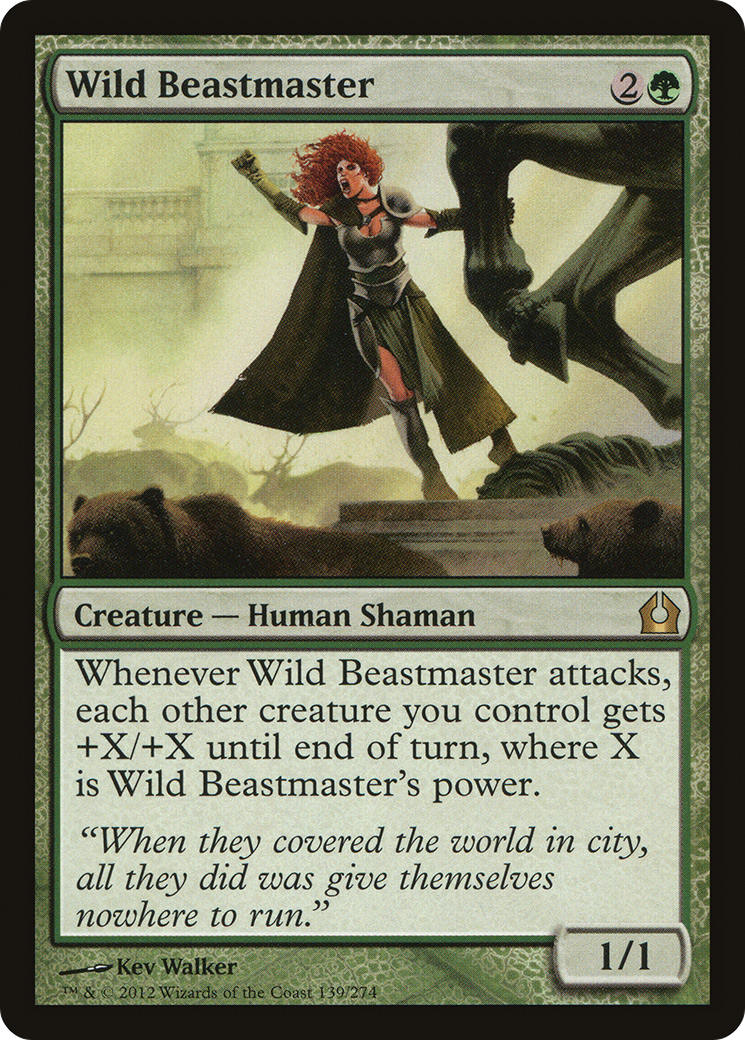 Wild Beastmaster 2
Creature — Human Shaman
Whenever Wild Beastmaster attacks,
each other creature you control gets
+X/+X until end of turn, where X
is Wild Beastmaster's power.
“When they covered the world in city,
all they did was give themselves
nowhere to run.”
1/1
Kev Walker
™ & © 2012 Wizards of the Coast 139/274